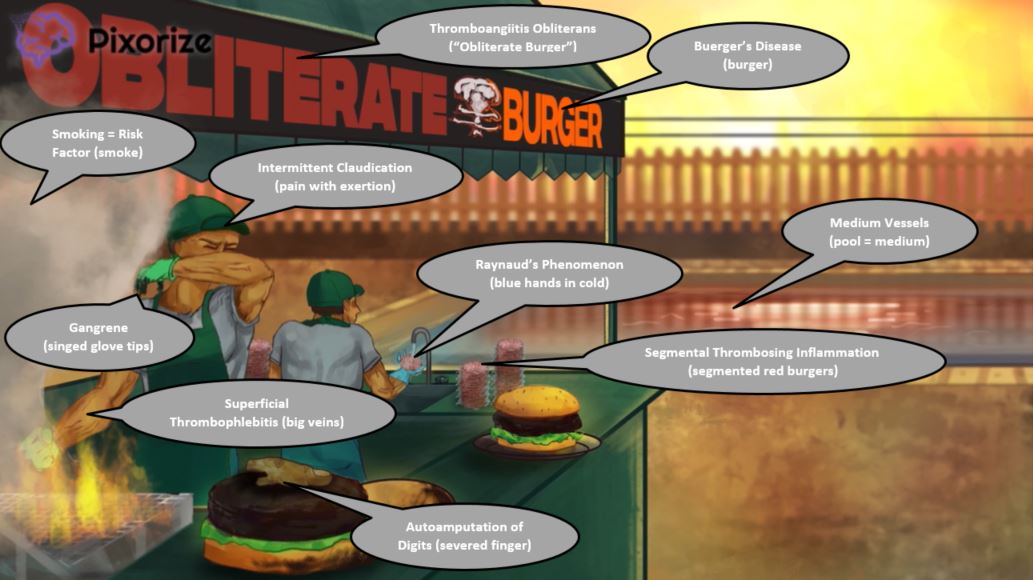 Pixorize
OBLITERATE BURGER
Thromboangiitis Obliterans
(“Obliterate Burger”)
Buerger’s Disease
(burger)
Smoking = Risk
Factor (smoke)
Intermittent Claudication
(pain with exertion)
Medium Vessels
(pool = medium)
Raynaud’s Phenomenon
(blue hands in cold)
Gangrene
(singed glove tips)
Segmental Thrombosing Inflammation
(segmented red burgers)
Superficial
Thrombophlebitis (big veins)
Autoamputation of
Digits (severed finger)